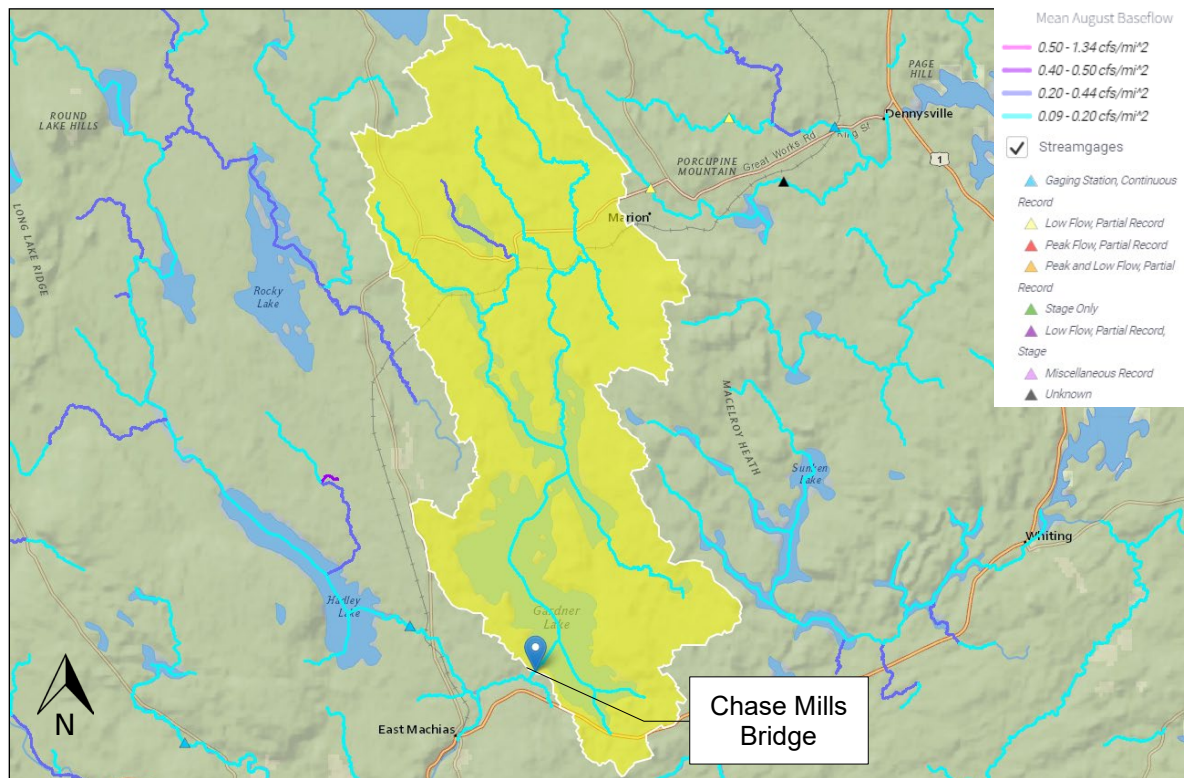 Mean August Baseflow
0.50 - 1.34 cfs/mi^2
0.40 - 0.50 cfs/mi^2
0.20 - 0.44 cfs/mi^2
0.09 - 0.20 cfs/mi^2
Streamgages
Gaging Station, Continuous
Record
Low Flow, Partial Record
Peak Flow, Partial Record
Peak and Low Flow, Partial
Record
Stage Only
Low Flow, Partial Record,
Stage
Miscellaneous Record
Unknown
PAGE
HILL
ROUND
LAKE HILLS
Dennysville
King St
Great Works Rd
1
PORCUPINE
MOUNTAIN
Marion
LONG LAKE RIDGE
Rocky
Lake
MACELROY HEATH
Sunken
Lake
Whiting
Hadley
Lake
Gardner
Lake
N
East Machias
Chase Mills
Bridge